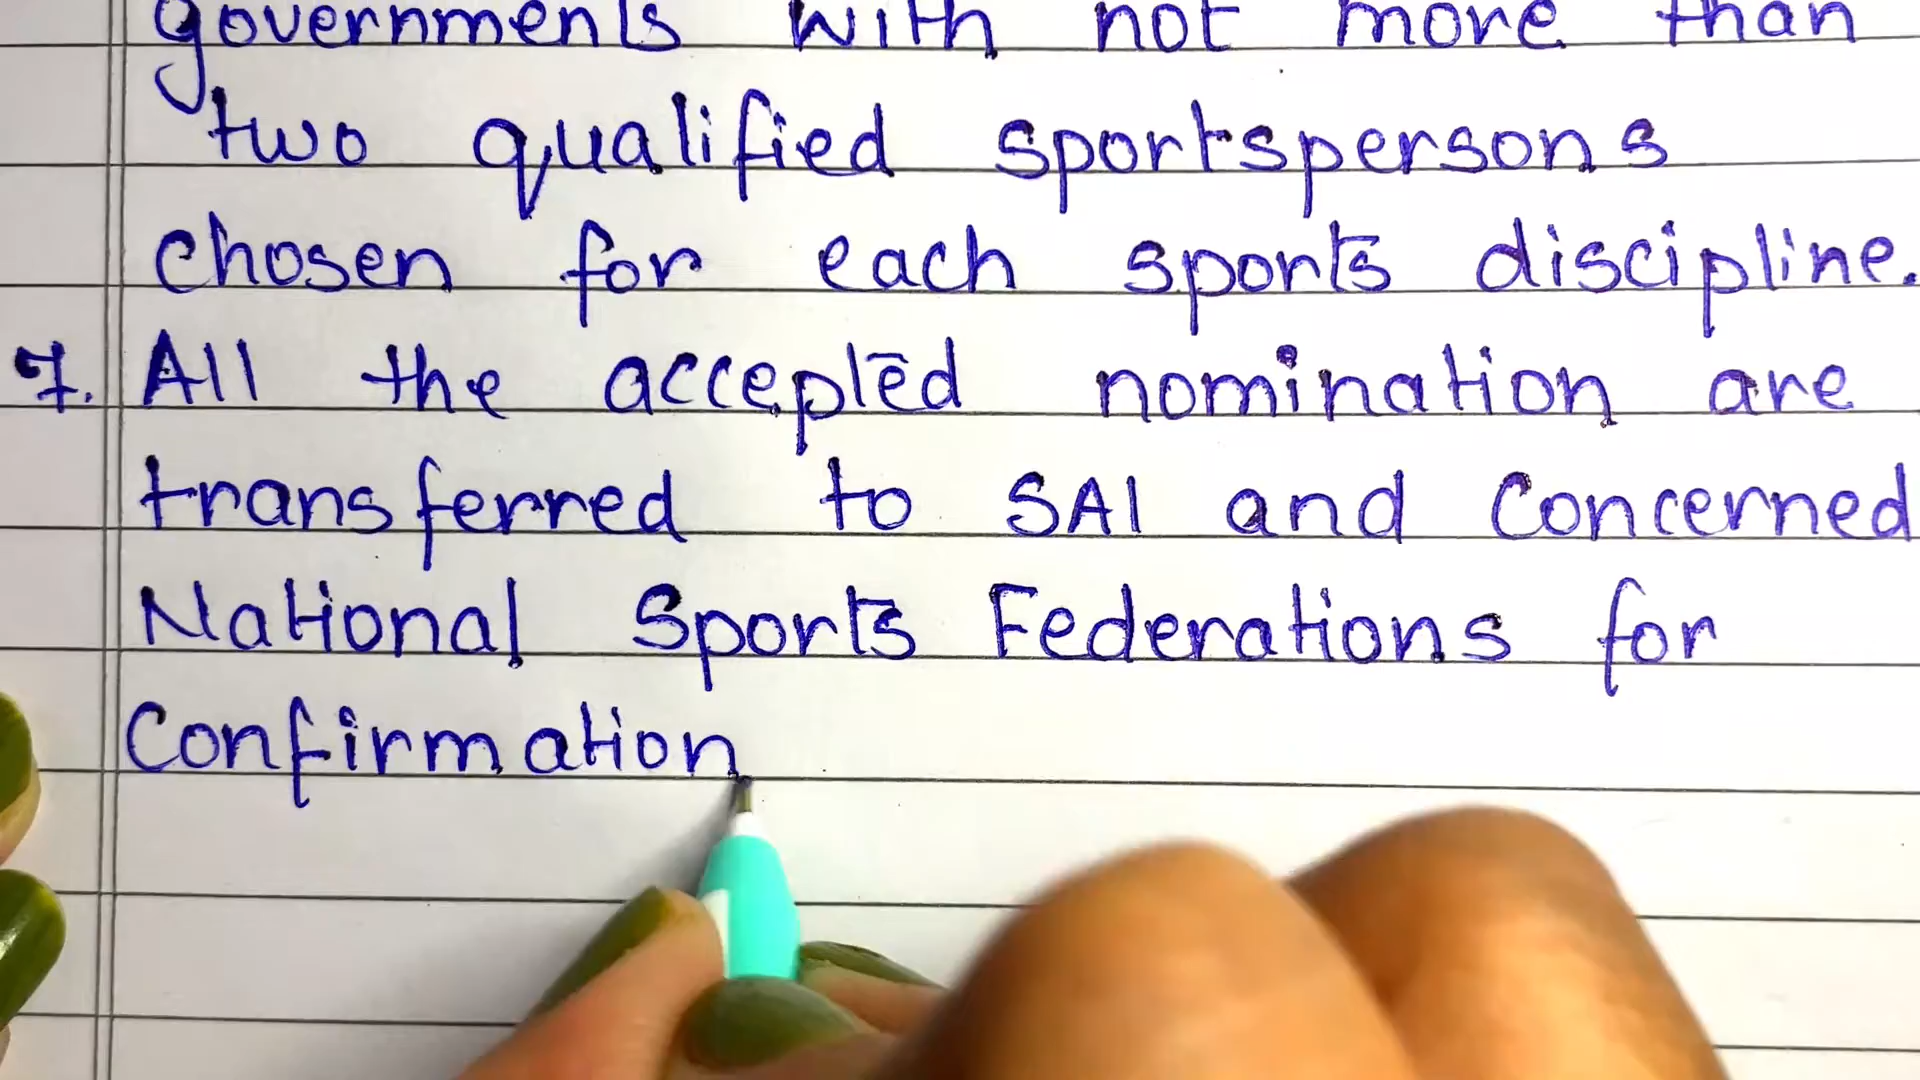 governments with not more than
two qualified sportspersons
chosen for each sports discipline.
7. All the accepted nomination are
transferred to SAI and Concerned
National Sports Federations for
Confirmation